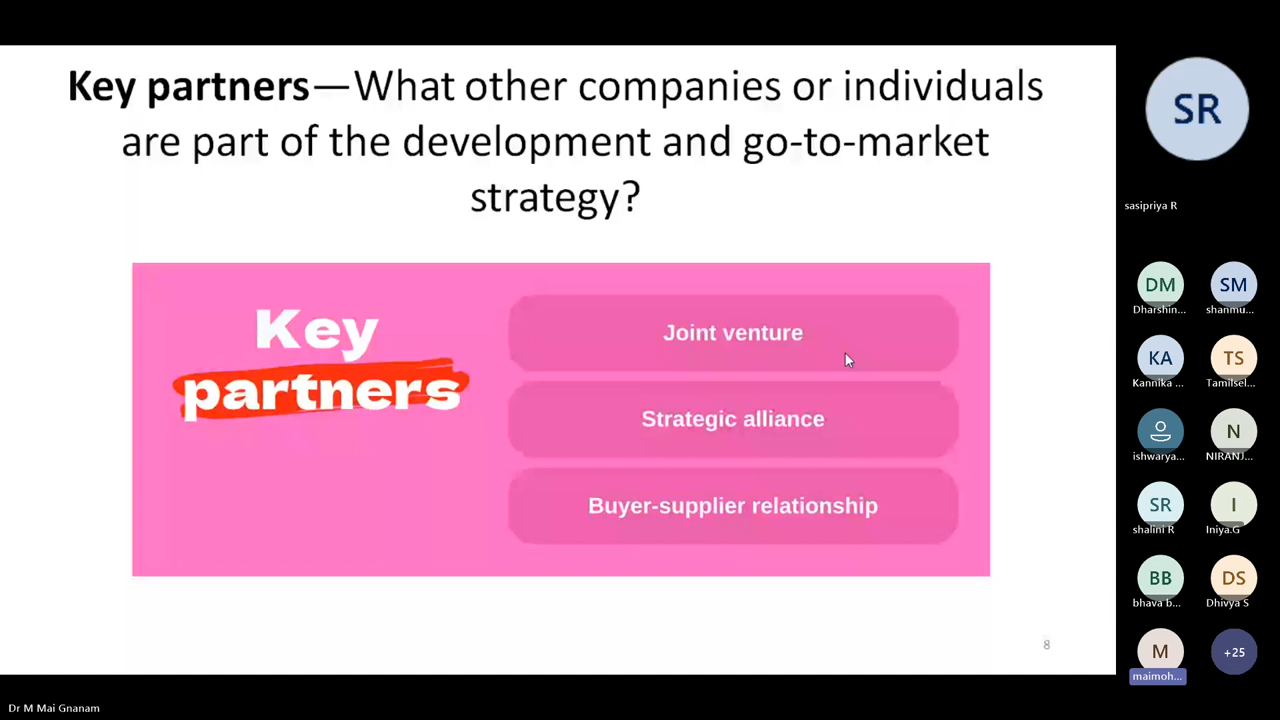 Key partners—What other companies or individuals
are part of the development and go-to-market
strategy?
Key
partners
Joint venture
Strategic alliance
Buyer-supplier relationship
8
SR
sasipriya R
DM
SM
Dharshin...
shanmu...
KA
TS
Kannika ...
Tamilsel...
N
ishwarya...
NIRANJ...
SR
I
shalini R
Iniya.G
BB
DS
bhava b...
Dhivya S
M
+25
maimoh...
Dr M Mai Gnanam